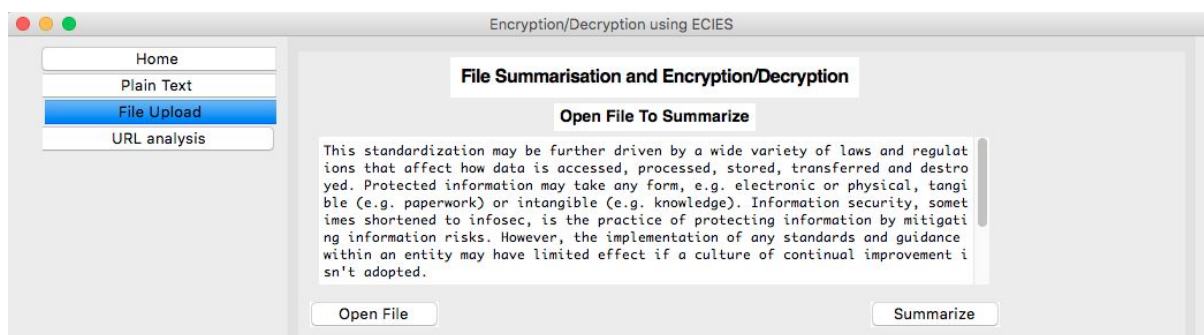 Encryption/Decryption using ECIES
Home
Plain Text
File Upload
URL analysis
File Summarisation and Encryption/Decryption
Open File To Summarize
This standardization may be further driven by a wide variety of laws and regulat
ions that affect how data is accessed, processed, stored, transferred and destro
yed. Protected information may take any form, e.g. electronic or physical, tangi
ble (e.g. paperwork) or intangible (e.g. knowledge). Information security, somet
imes shortened to infosec, is the practice of protecting information by mitigati
ng information risks. However, the implementation of any standards and guidance
within an entity may have limited effect if a culture of continual improvement i
sn't adopted.
Open File
Summarize